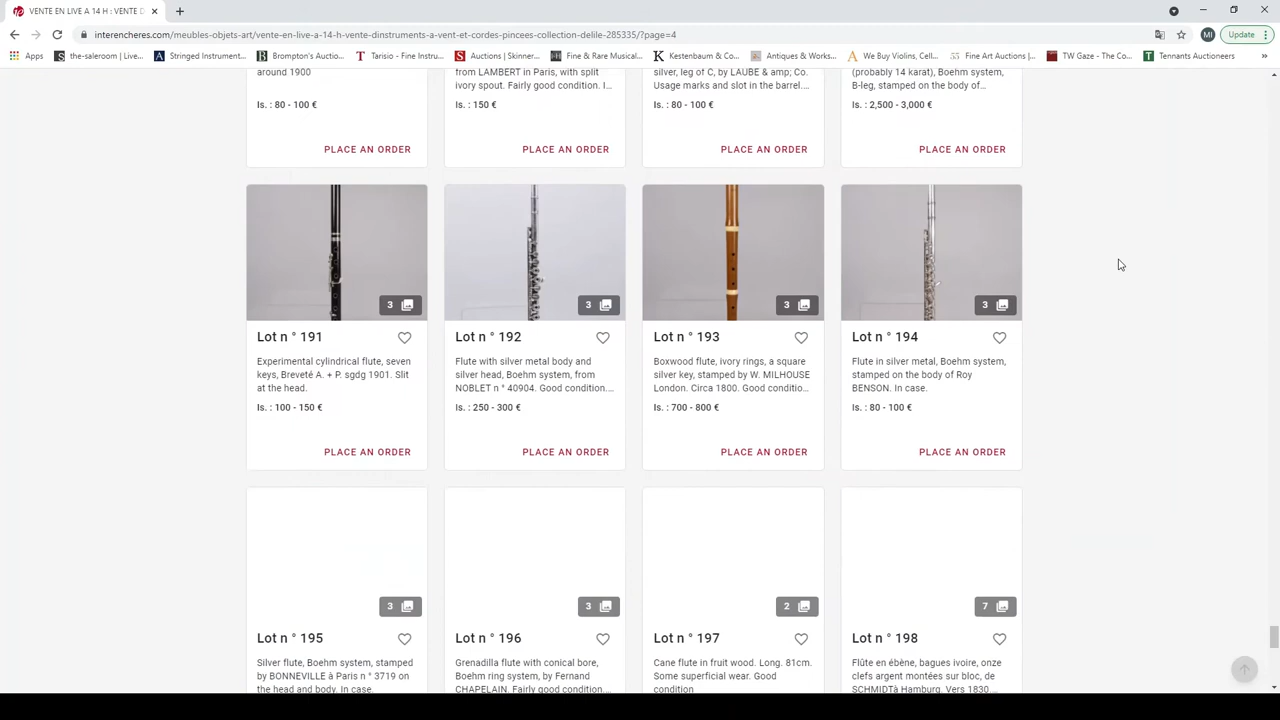 VENTE EN LIVE A 14 H : VENTE D
interencheres.com/meubles-objets-art/vente-en-live-a-14-h-vente-dinstruments-a-vent-et-cordes-pincees-collection-delile-285335/?page=4
MI
Update
Apps
the-saleroom | Live...
Stringed Instrument...
Brompton's Auction...
Tarisio - Fine Instru...
Auctions | Skinner...
Fine & Rare Musical...
Kestenbaum & Co...
Antiques & Works...
We Buy Violins, Cell...
Fine Art Auctions |...
TW Gaze - The Co...
Tennants Auctioneers
»
around 1900
Is. : 80 - 100 €
PLACE AN ORDER
from LAMBERT in Paris, with split
ivory spout. Fairly good condition. I...
Is. : 150 €
PLACE AN ORDER
silver, leg of C, by LAUBE &amp; Co.
Usage marks and slot in the barrel....
Is. : 80 - 100 €
PLACE AN ORDER
(probably 14 karat), Boehm system,
B-leg, stamped on the body of...
Is. : 2,500 - 3,000 €
PLACE AN ORDER
3
Lot n ° 191
Experimental cylindrical flute, seven
keys, Breveté A. + P. sgdg 1901. Slit
at the head.
Is. : 100 - 150 €
PLACE AN ORDER
3
Lot n ° 192
Flute with silver metal body and
silver head, Boehm system, from
NOBLET n ° 40904. Good condition....
Is. : 250 - 300 €
PLACE AN ORDER
3
Lot n ° 193
Boxwood flute, ivory rings, a square
silver key, stamped by W. MILHOUSE
London. Circa 1800. Good conditio...
Is. : 700 - 800 €
PLACE AN ORDER
3
Lot n ° 194
Flute in silver metal, Boehm system,
stamped on the body of Roy
BENSON. In case.
Is. : 80 - 100 €
PLACE AN ORDER
3
Lot n ° 195
Silver flute, Boehm system, stamped
by BONNEVILLE à Paris n ° 3719 on
the head and body. In case.
3
Lot n ° 196
Grenadilla flute with conical bore,
Boehm ring system, by Fernand
CHAPELAIN. Fairly good condition....
2
Lot n ° 197
Cane flute in fruit wood. Long. 81cm.
Some superficial wear. Good
condition
7
Lot n ° 198
Flûte en ébène, bagues ivoire, onze
clefs argent montées sur bloc, de
SCHMIDTà Hamburg. Vers 1830....